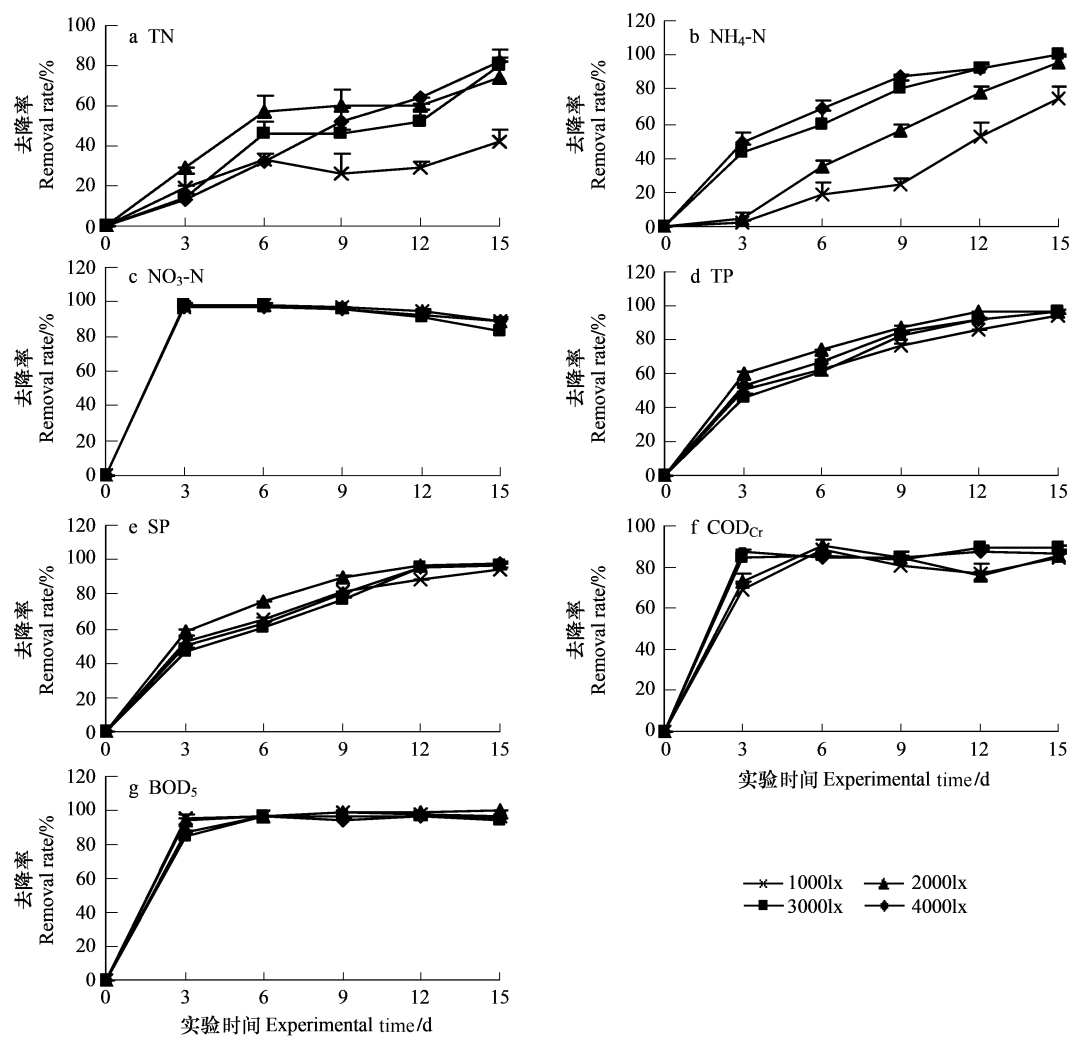 a TN
去降率
Removal rate/%
100
80
60
40
20
0
0 3 6 9 12 15
b NH₄-N
去降率
Removal rate/%
120
100
80
60
40
20
0
0 3 6 9 12 15
c NO₃-N
去降率
Removal rate/%
120
100
80
60
40
20
0
0 3 6 9 12 15
d TP
去降率
Removal rate/%
120
100
80
60
40
20
0
0 3 6 9 12 15
e SP
去降率
Removal rate/%
120
100
80
60
40
20
0
0 3 6 9 12 15
f COD_Cr
去降率
Removal rate/%
100
80
60
40
20
0
0 3 6 9 12 15
实验时间 Experimental time/d
g BOD₅
去降率
Removal rate/%
120
100
80
60
40
20
0
0 3 6 9 12 15
实验时间 Experimental time/d
1000lx 2000lx
3000lx 4000lx